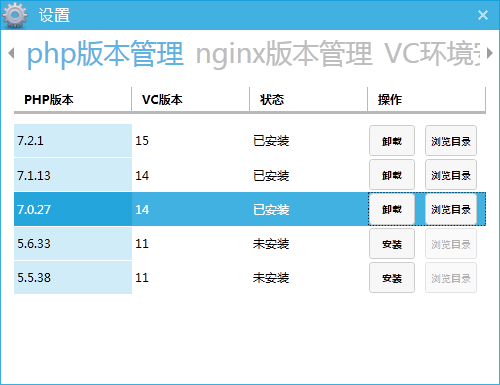 设置
php版本管理 nginx版本管理 VC环境安
PHP版本 VC版本 状态 操作
7.2.1 15 已安装 卸载 浏览目录
7.1.13 14 已安装 卸载 浏览目录
7.0.27 14 已安装 卸载 浏览目录
5.6.33 11 未安装 安装 浏览目录
5.5.38 11 未安装 安装 浏览目录